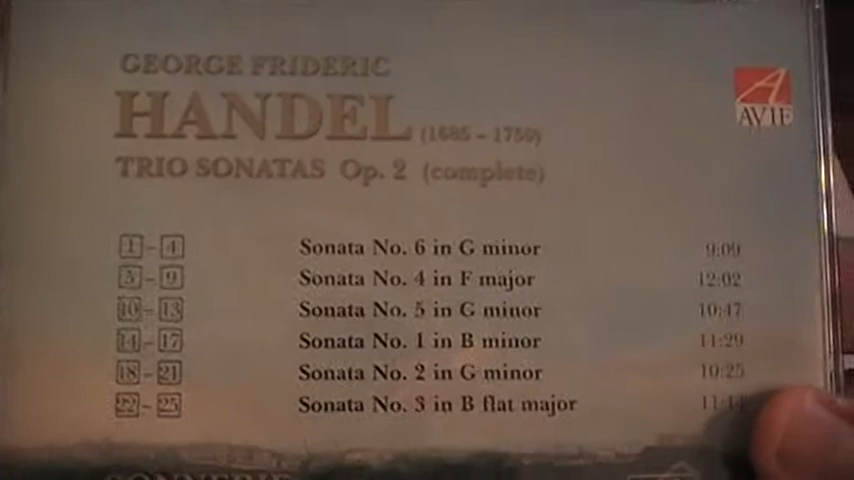 GEORGE FRIDERIC
HANDEL (1685 - 1759)
AVIE
TRIO SONATAS Op. 2 (complete)
1 - 4 Sonata No. 6 in G minor 9:09
5 - 9 Sonata No. 4 in F major 12:02
10 - 13 Sonata No. 5 in G minor 10:47
14 - 17 Sonata No. 1 in B minor 11:29
18 - 21 Sonata No. 2 in G minor 10:25
22 - 25 Sonata No. 3 in B flat major